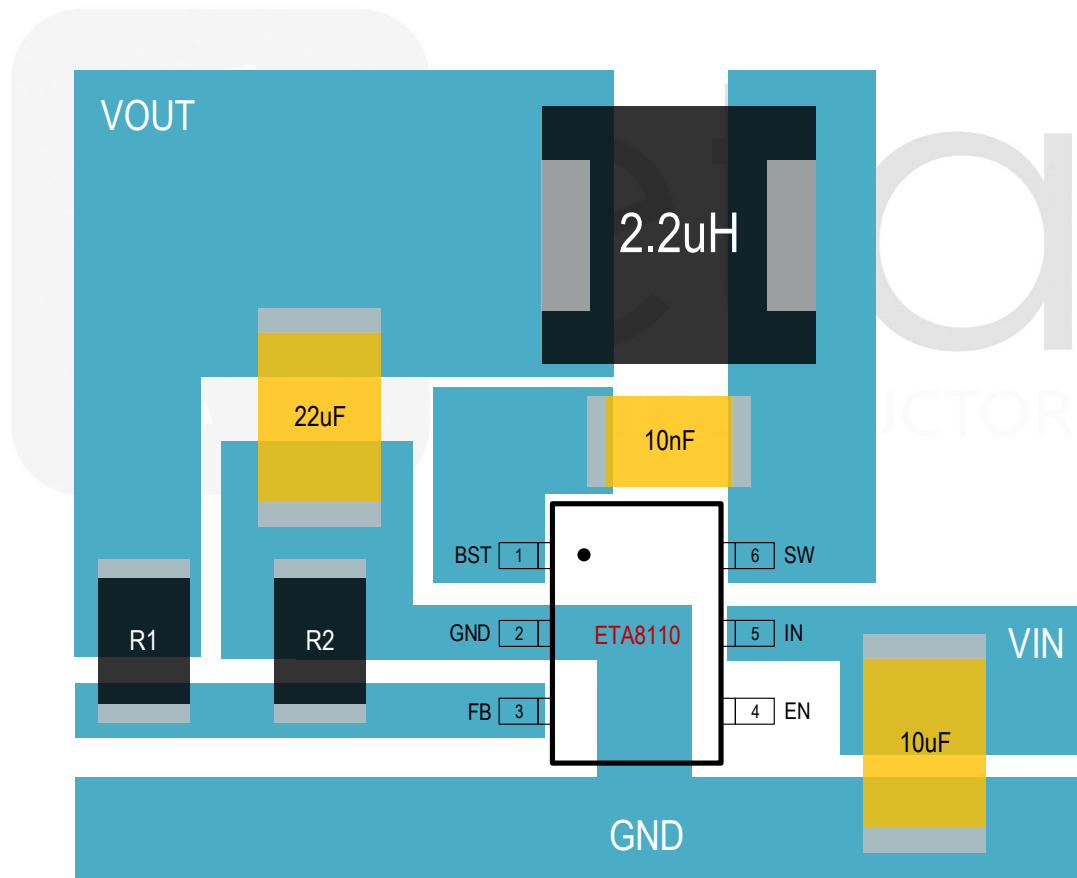 VOUT
2.2uH
22uF
10nF
BST 1
6 SW
GND 2
ETA8110
5 IN
R1
R2
VIN
FB 3
4 EN
10uF
GND